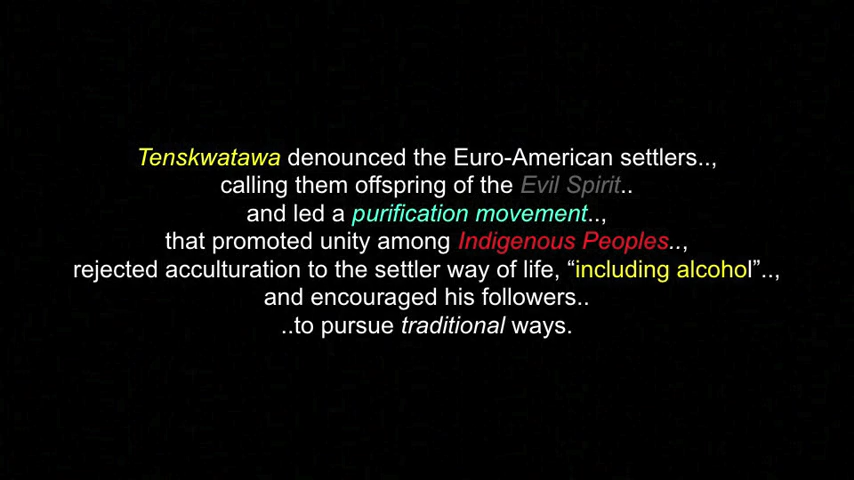 Tenskwatawa denounced the Euro-American settlers..,
calling them offspring of the Evil Spirit..
and led a purification movement..,
that promoted unity among Indigenous Peoples..,
rejected acculturation to the settler way of life, “including alcohol”..,
and encouraged his followers..
..to pursue traditional ways.